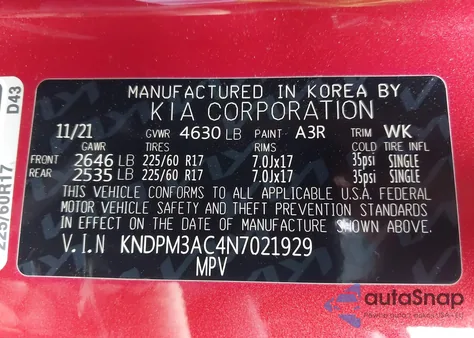 MANUFACTURED IN KOREA BY
KIA CORPORATION
11/21 GVWR 4630 LB PAINT A3R TRIM WK
GAWR TIRES RIMS COLD TIRE INFL
FRONT 2646 LB 225/60 R17 7.0Jx17 35psi SINGLE
REAR 2535 LB 225/60 R17 7.0Jx17 35psi SINGLE
THIS VEHICLE CONFORMS TO ALL APPLICABLE U.S.A. FEDERAL
MOTOR VEHICLE SAFETY, BUMPER, AND THEFT PREVENTION STANDARDS
IN EFFECT ON THE DATE OF MANUFACTURE SHOWN ABOVE.
V.I.N KNDPM3AC4N7021929
MPV
D43
225/60R17
autoSnap